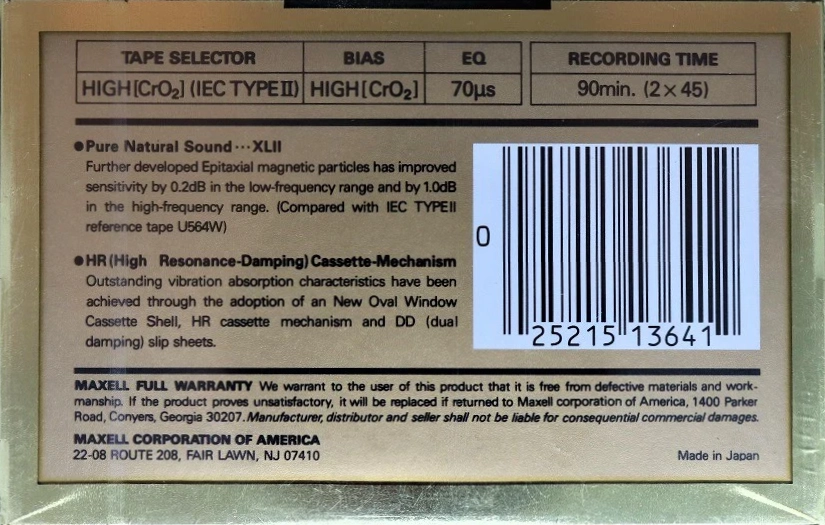 TAPE SELECTOR BIAS EQ RECORDING TIME
HIGH[CrO₂] (IEC TYPE II) HIGH[CrO₂] 70μs 90min. (2×45)
●Pure Natural Sound···XLII
Further developed Epitaxial magnetic particles has improved
sensitivity by 0.2dB in the low-frequency range and by 1.0dB
in the high-frequency range. (Compared with IEC TYPE II
reference tape U564W)
●HR (High Resonance-Damping) Cassette-Mechanism
Outstanding vibration absorption characteristics have been
achieved through the adoption of an New Oval Window
Cassette Shell, HR cassette mechanism and DD (dual
damping) slip sheets.
0 25215 13641
MAXELL FULL WARRANTY We warrant to the user of this product that it is free from defective materials and work-
manship. If the product proves unsatisfactory, it will be replaced if returned to Maxell corporation of America, 1400 Parker
Road, Conyers, Georgia 30207. Manufacturer, distributor and seller shall not be liable for consequential commercial damages.
MAXELL CORPORATION OF AMERICA
22-08 ROUTE 208, FAIR LAWN, NJ 07410 Made in Japan